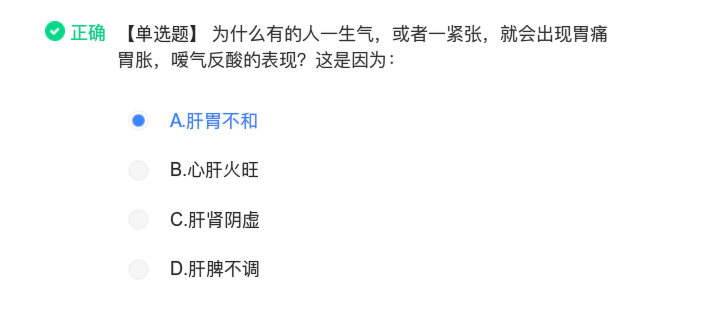 正确 【单选题】 为什么有的人一生气，或者一紧张，就会出现胃痛
胃胀，嗳气反酸的表现？这是因为：
A.肝胃不和
B.心肝火旺
C.肝肾阴虚
D.肝脾不调